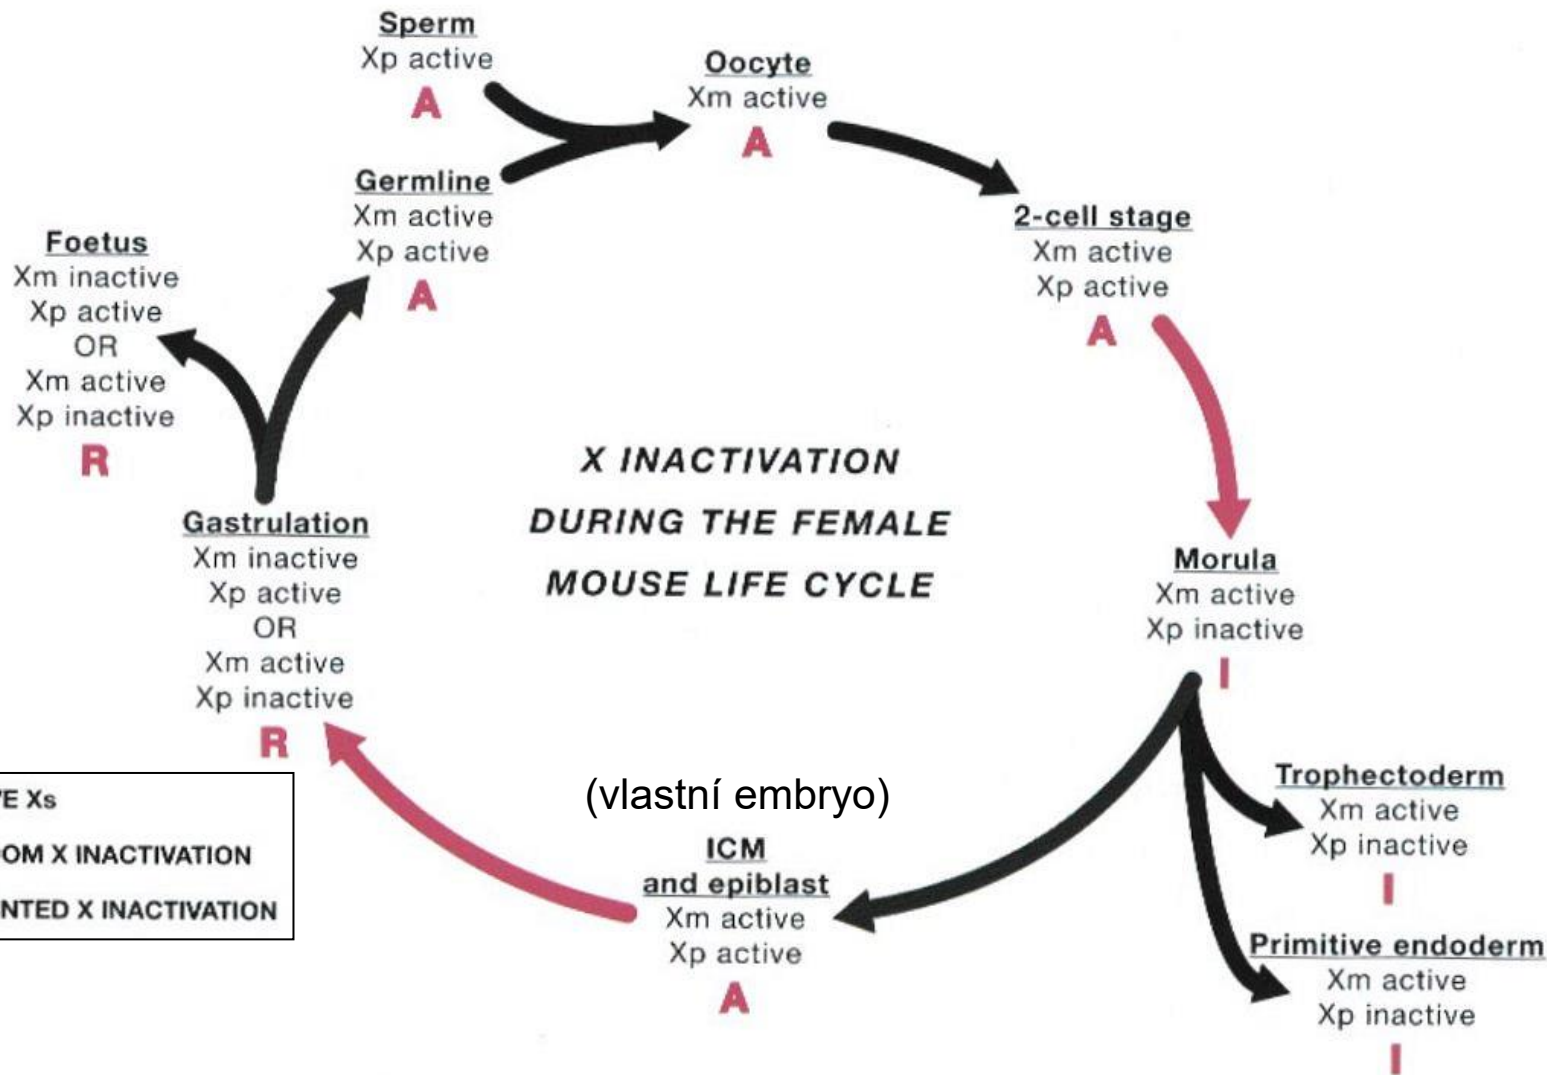 Sperm
Xp active
A
Oocyte
Xm active
A
Germline
Xm active
Xp active
A
2-cell stage
Xm active
Xp active
A
Foetus
Xm inactive
Xp active
OR
Xm active
Xp inactive
R
X INACTIVATION
DURING THE FEMALE
MOUSE LIFE CYCLE
Gastrulation
Xm inactive
Xp active
OR
Xm active
Xp inactive
R
Morula
Xm active
Xp inactive
I
Trophectoderm
Xm active
Xp inactive
I
Primitive endoderm
Xm active
Xp inactive
I
(vlastní embryo)
ICM
and epiblast
Xm active
Xp active
A
Xs
X INACTIVATION
X INACTIVATION